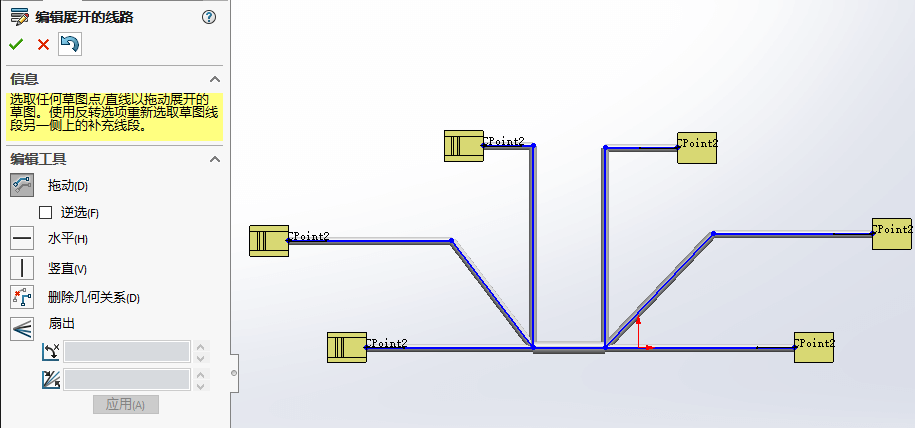 编辑展开的线路
信息
选取任何草图点/直线以拖动展开的
草图。使用反转选项重新选取草图线
段另一侧上的补充线段。
编辑工具
拖动(D)
逆选(F)
水平(H)
竖直(V)
删除几何关系(D)
扇出
应用(A)
CPoint2
CPoint2
CPoint2
CPoint2
CPoint2
CPoint2